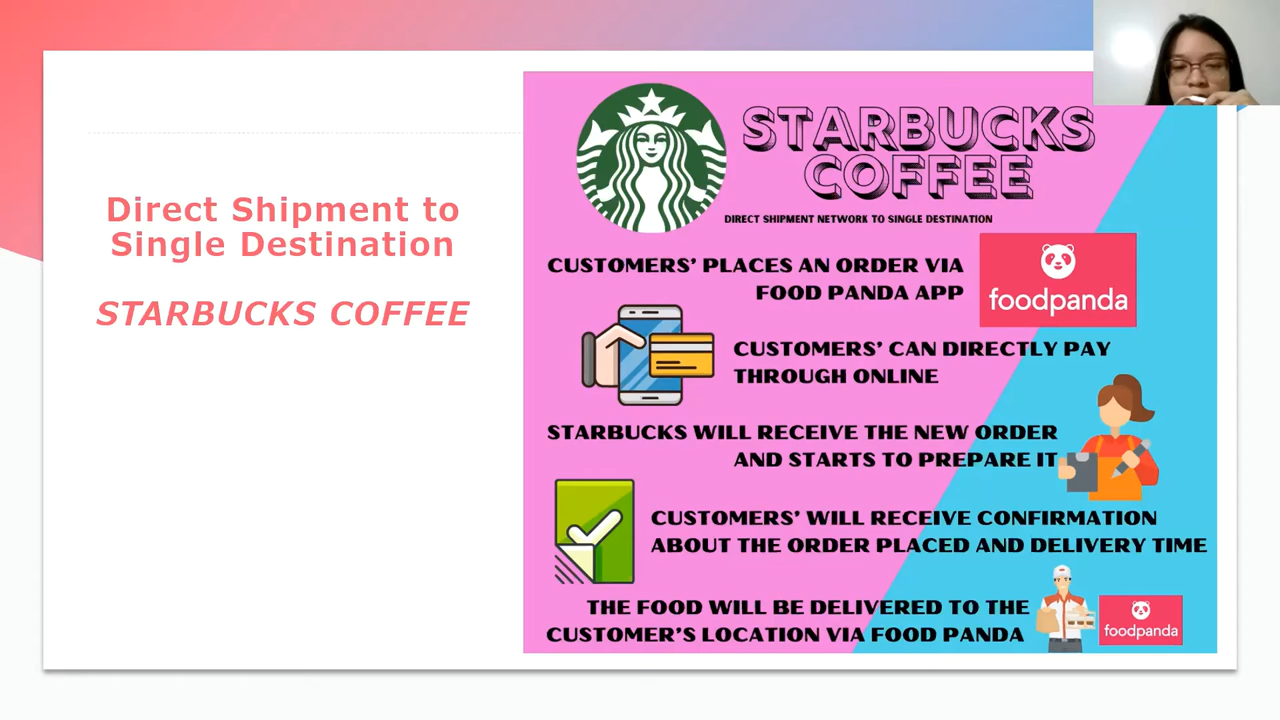 Direct Shipment to
Single Destination
STARBUCKS COFFEE
STARBUCKS
COFFEE
DIRECT SHIPMENT NETWORK TO SINGLE DESTINATION
CUSTOMERS' PLACES AN ORDER VIA
FOOD PANDA APP
foodpanda
CUSTOMERS' CAN DIRECTLY PAY
THROUGH ONLINE
STARBUCKS WILL RECEIVE THE NEW ORDER
AND STARTS TO PREPARE IT
CUSTOMERS' WILL RECEIVE CONFIRMATION
ABOUT THE ORDER PLACED AND DELIVERY TIME
THE FOOD WILL BE DELIVERED TO THE
CUSTOMER'S LOCATION VIA FOOD PANDA
foodpanda